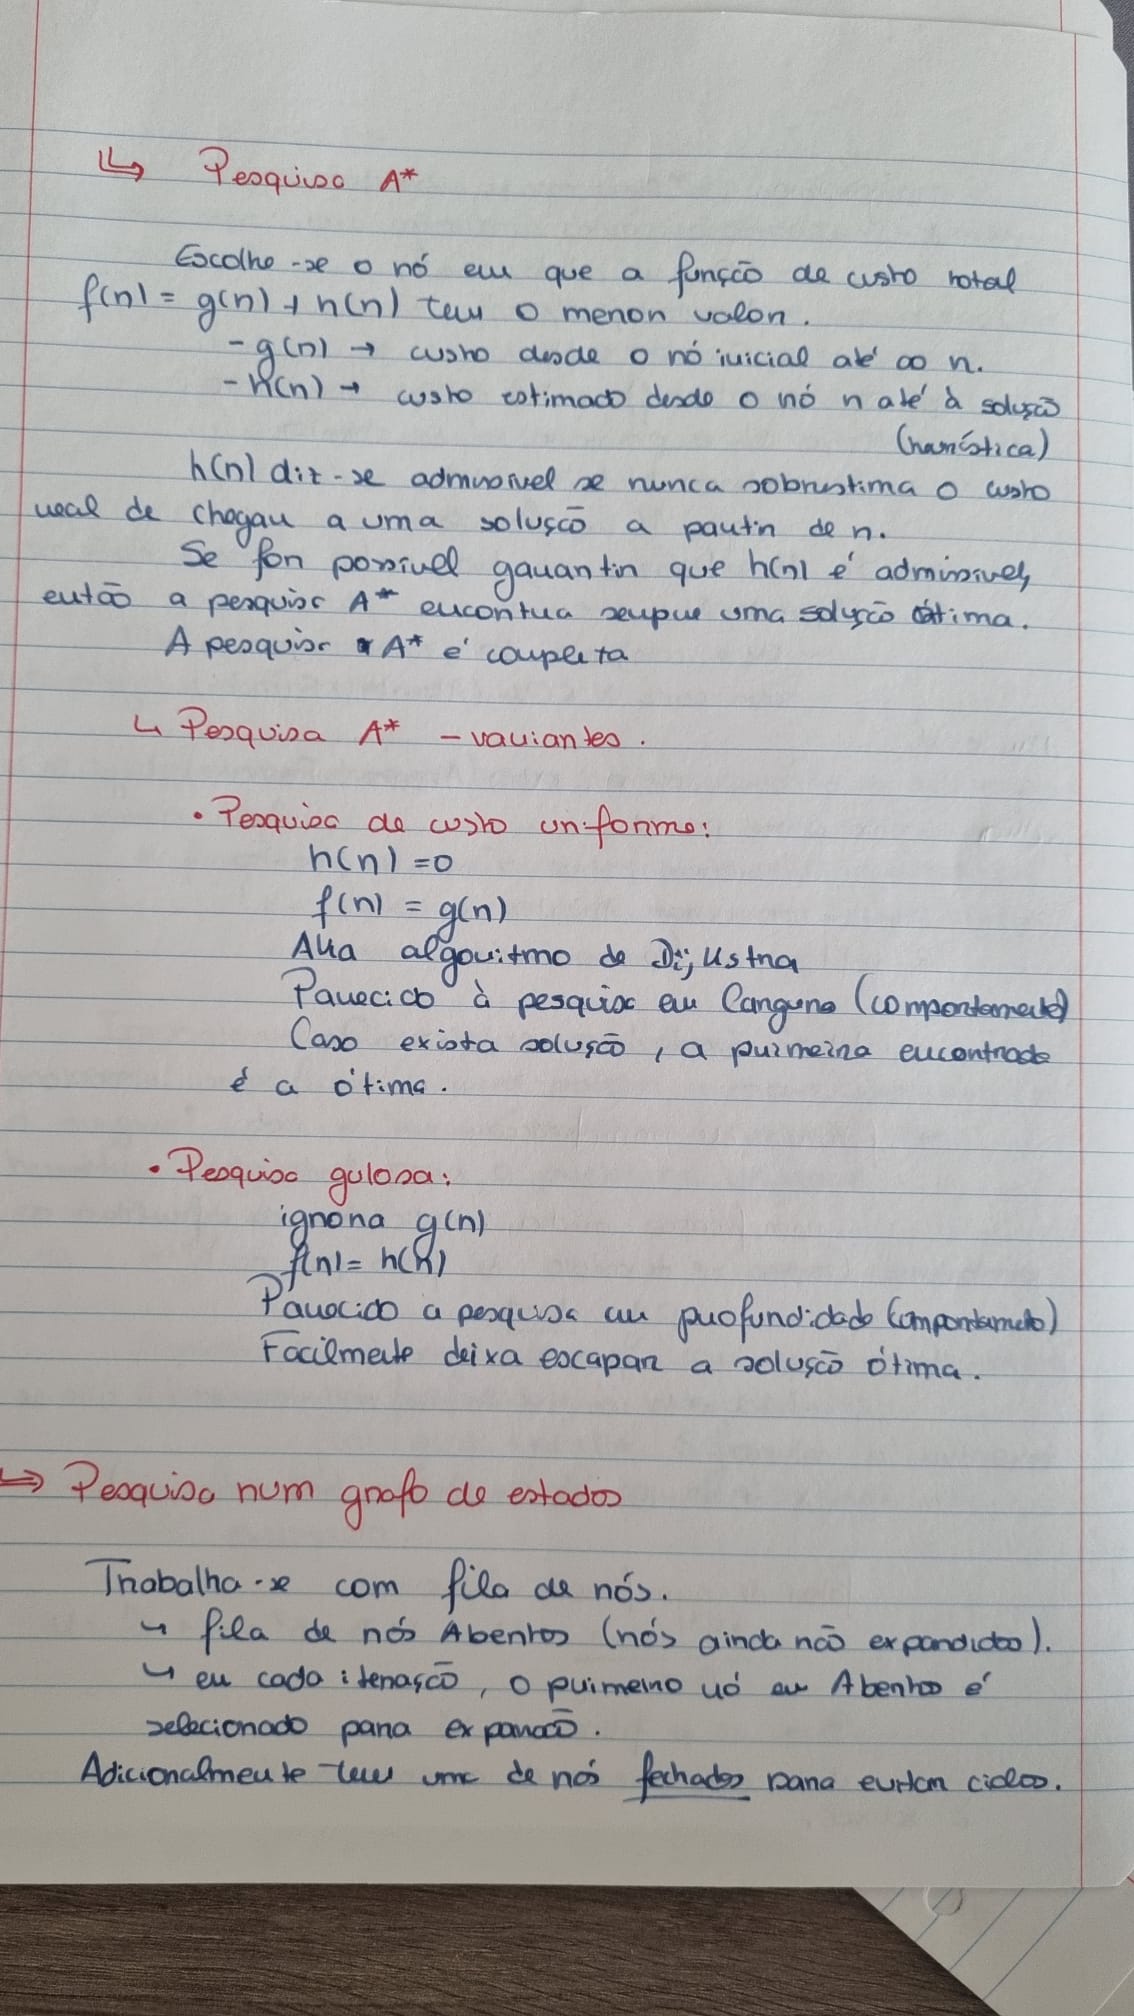 ↳ Pesquisa A*
Escolhe-se o nó em que a função de custo total
f(n) = g(n) + h(n) tem o menor valor.
- g(n) → custo desde o nó inicial até ao n.
- h(n) → custo estimado desde o nó n até à solução
(heurística)
h(n) diz-se admissível se nunca sobrestima o custo
real de chegar a uma solução a partir de n.
Se for possível garantir que h(n) é admissível,
então a pesquisa A* encontra sempre uma solução ótima.
A pesquisa A* é completa
↳ Pesquisa A* - variantes.
• Pesquisa de custo uniforme:
h(n) = 0
f(n) = g(n)
Aka algoritmo de Dijkstra
Parecido à pesquisa em largura (comportamento)
Caso exista solução, a primeira encontrada
é a ótima.
• Pesquisa gulosa:
ignora g(n)
f(n) = h(n)
Parecido a pesquisa em profundidade (comportamento)
Facilmente deixa escapar a solução ótima.
↳ Pesquisa num grafo de estados
Trabalha-se com fila de nós.
↳ fila de nós Abertos (nós ainda não expandidos).
↳ em cada iteração, o primeiro nó em Abertos é
selecionado para expansão.
Adicionalmente tem uma de nós fechados para evitar ciclos.